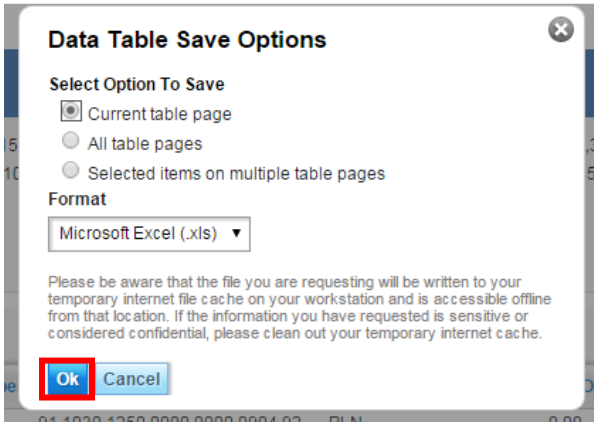 Data Table Save Options
Select Option To Save
Current table page
15
All table pages
10
Selected items on multiple table pages
5
Format
Microsoft Excel (.xls)
Please be aware that the file you are requesting will be written to your
temporary internet file cache on your workstation and is accessible offline
from that location. If the information you have requested is sensitive or
considered confidential, please clean out your temporary internet cache.
Ok Cancel